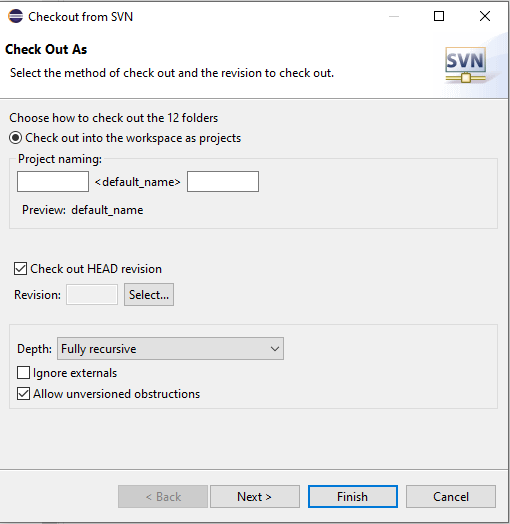 Checkout from SVN
Check Out As
Select the method of check out and the revision to check out.
SVN
Choose how to check out the 12 folders
Check out into the workspace as projects
Project naming:
<default_name>
Preview: default_name
Check out HEAD revision
Revision: Select...
Depth: Fully recursive
Ignore externals
Allow unversioned obstructions
< Back Next > Finish Cancel